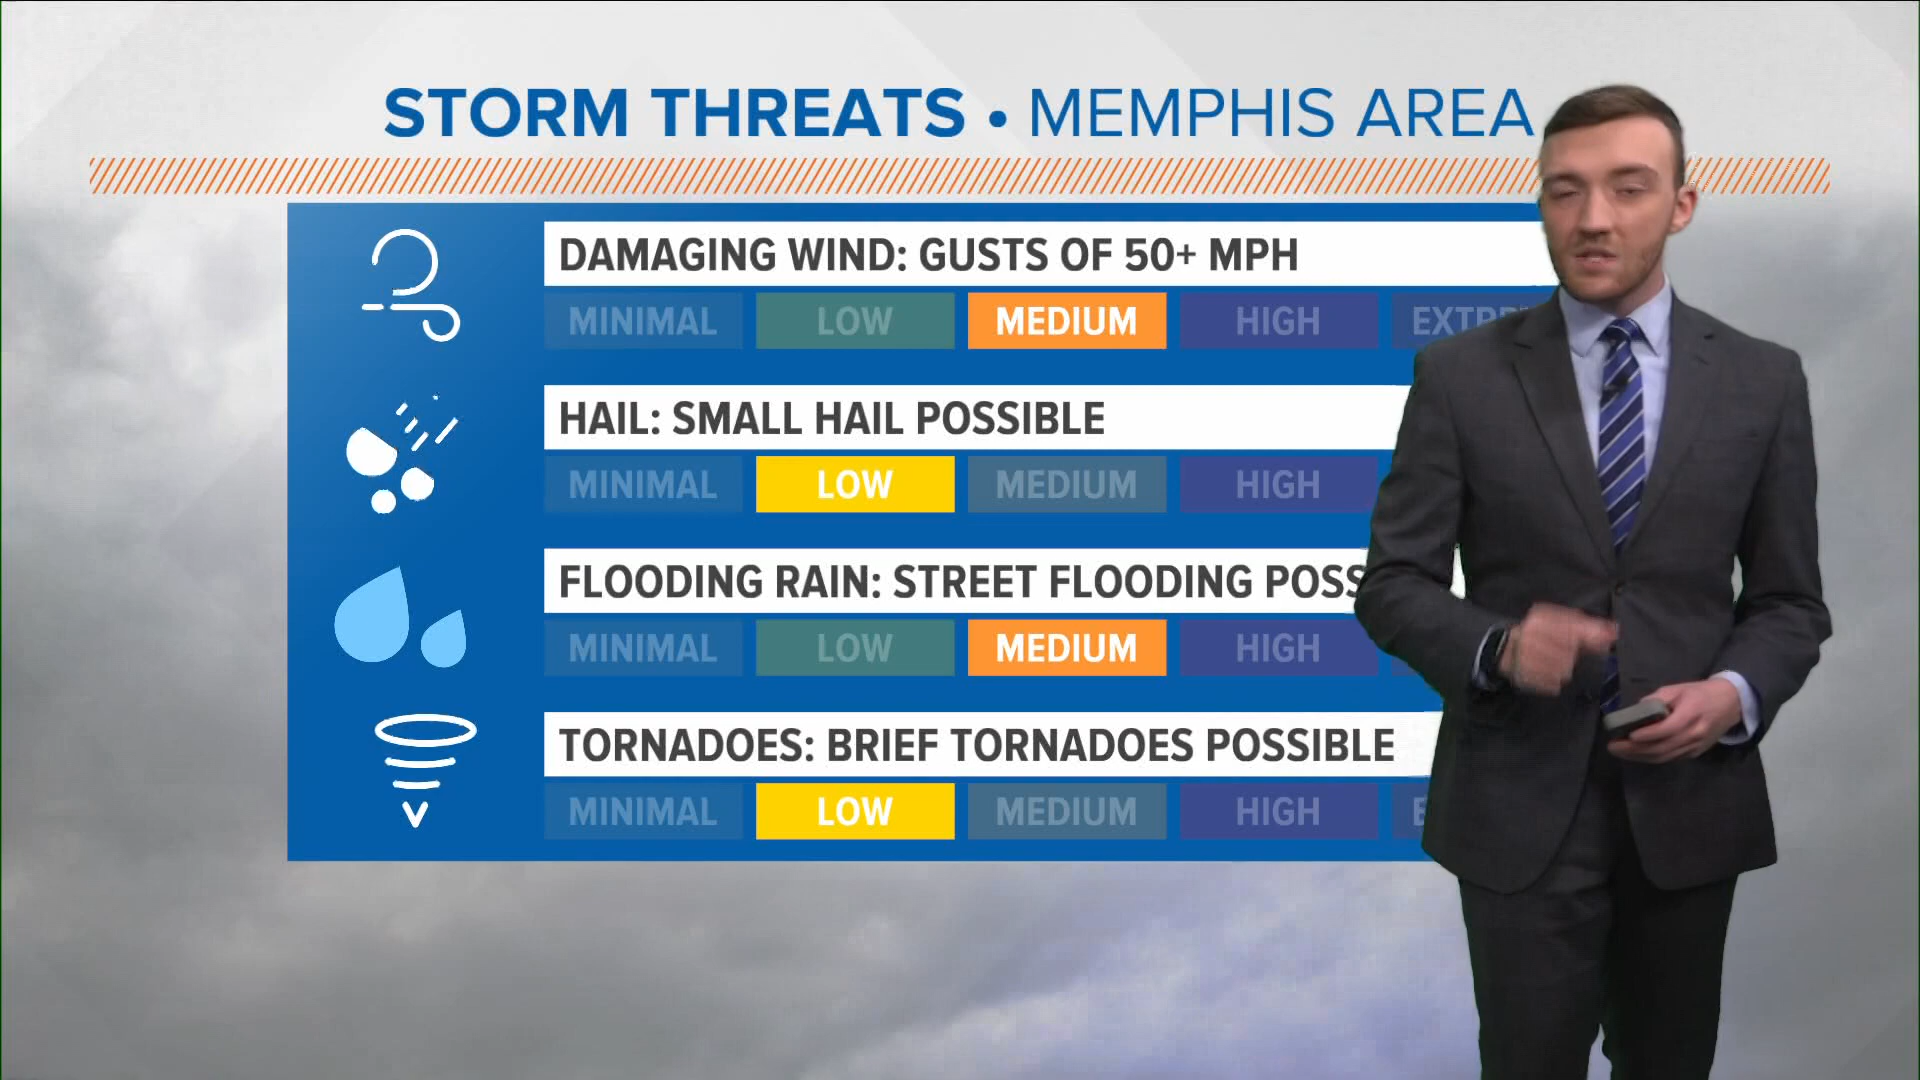 STORM THREATS • MEMPHIS AREA
DAMAGING WIND: GUSTS OF 50+ MPH
MINIMAL LOW MEDIUM HIGH
HAIL: SMALL HAIL POSSIBLE
MINIMAL LOW MEDIUM HIGH
FLOODING RAIN: STREET FLOODING
MINIMAL LOW MEDIUM HIGH
TORNADOES: BRIEF TORNADOES POSSIBLE
MINIMAL LOW MEDIUM HIGH